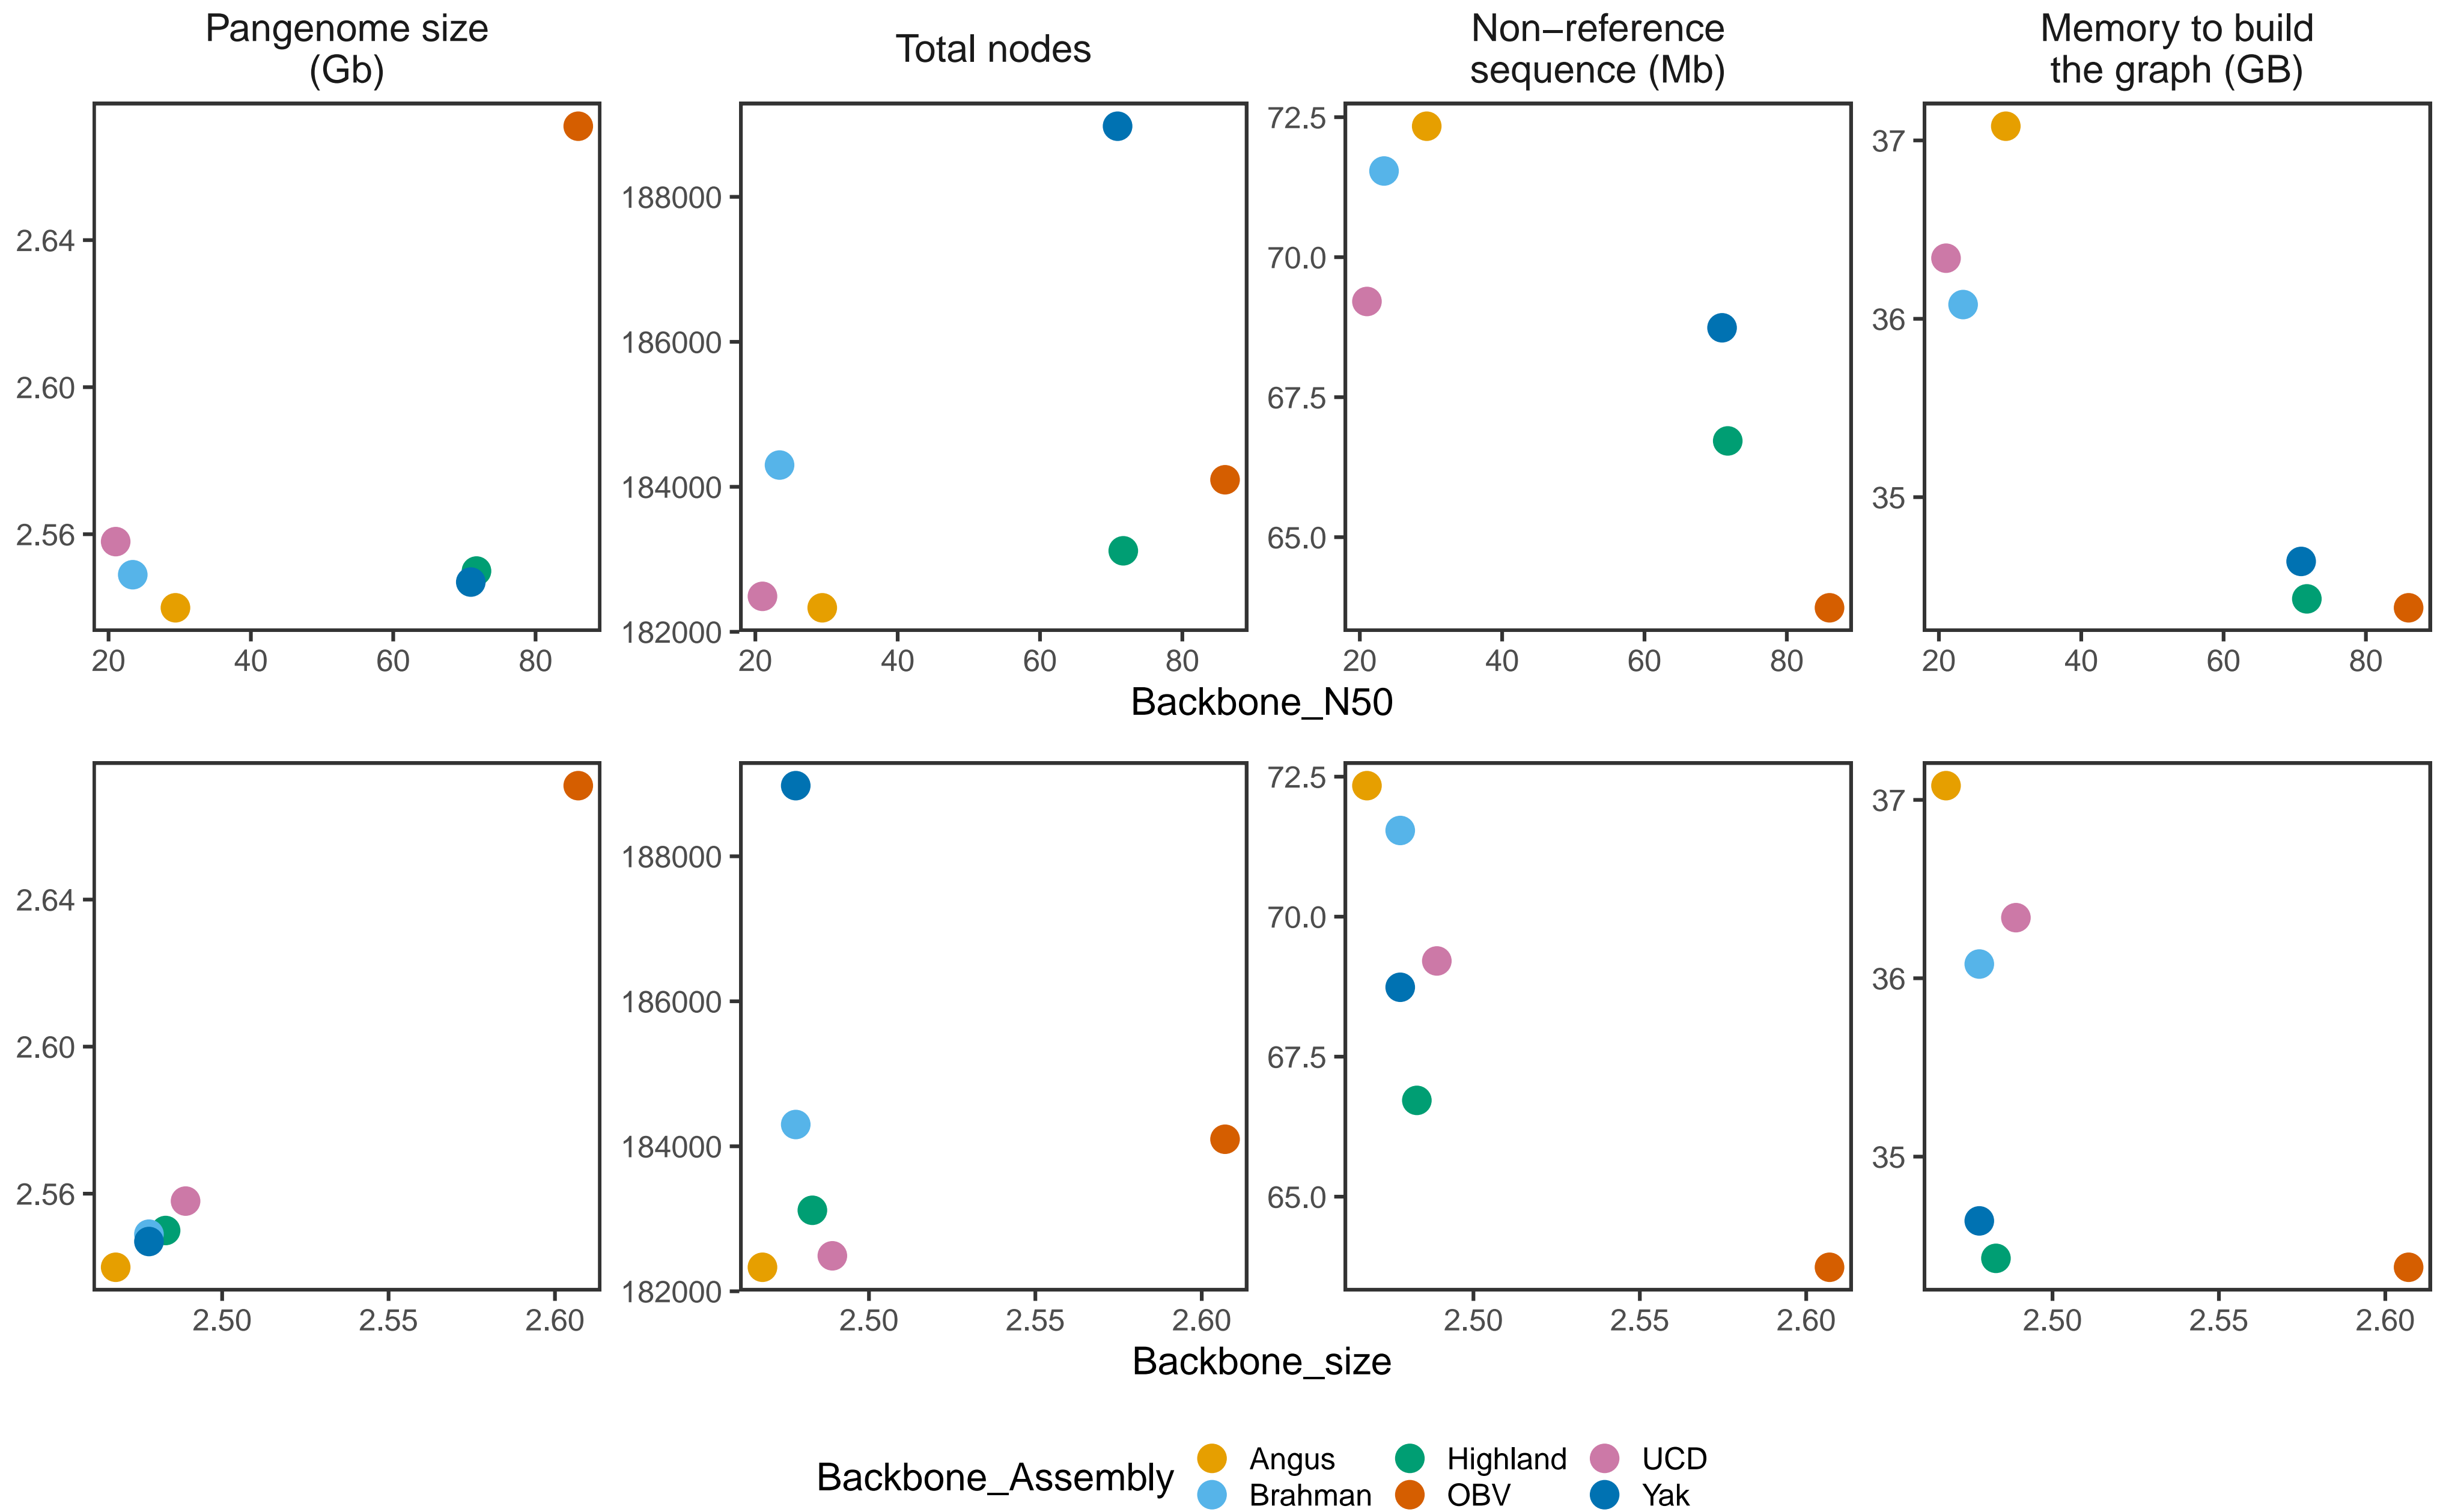 Pangenome size
(Gb)
Total nodes
Non−reference
sequence (Mb)
Memory to build
the graph (GB)
2.64
2.60
2.56
20 40 60 80
188000
186000
184000
182000
20 40 60 80
72.5
70.0
67.5
65.0
20 40 60 80
37
36
35
20 40 60 80
Backbone_N50
2.64
2.60
2.56
2.50 2.55 2.60
188000
186000
184000
182000
2.50 2.55 2.60
72.5
70.0
67.5
65.0
2.50 2.55 2.60
37
36
35
2.50 2.55 2.60
Backbone_size
Backbone_Assembly
Angus Highland UCD
Brahman OBV Yak